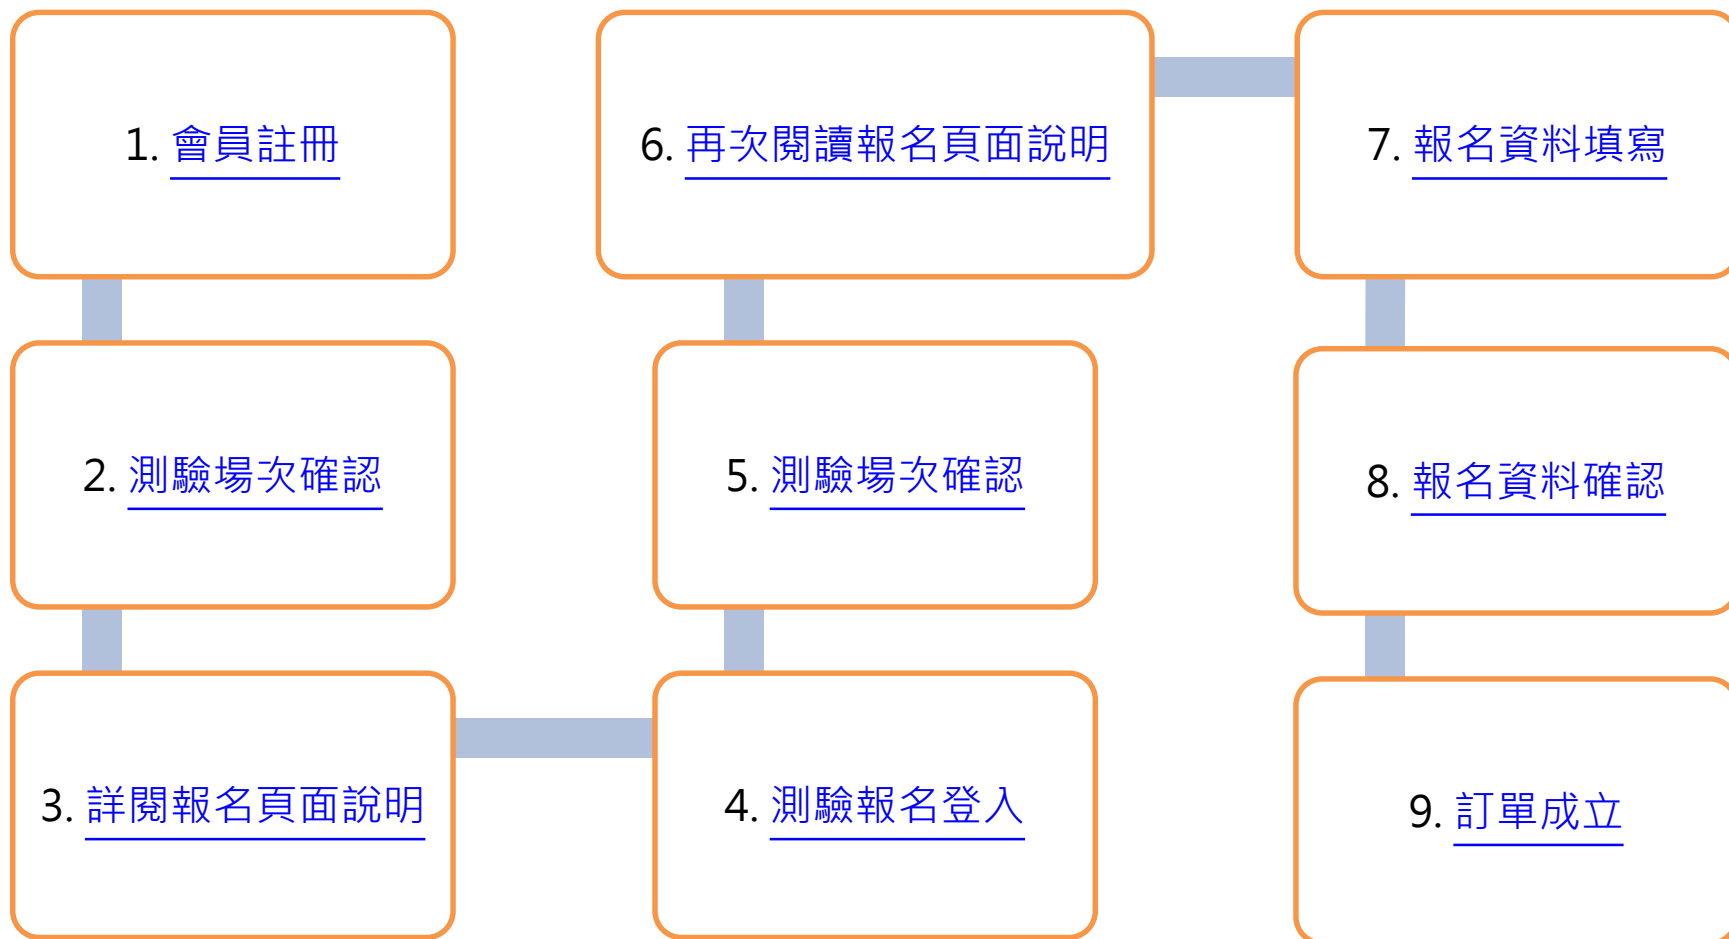 1. 會員註冊
2. 測驗場次確認
3. 詳閱報名頁面說明
4. 測驗報名登入
5. 測驗場次確認
6. 再次閱讀報名頁面說明
7. 報名資料填寫
8. 報名資料確認
9. 訂單成立